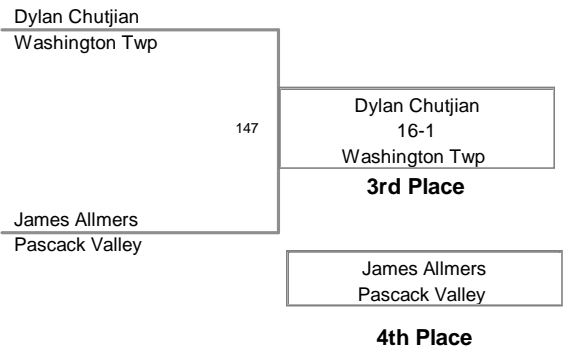 Dylan Chutjian
Washington Twp
147
Dylan Chutjian
16-1
Washington Twp
3rd Place
James Allmers
Pascack Valley
James Allmers
Pascack Valley
4th Place